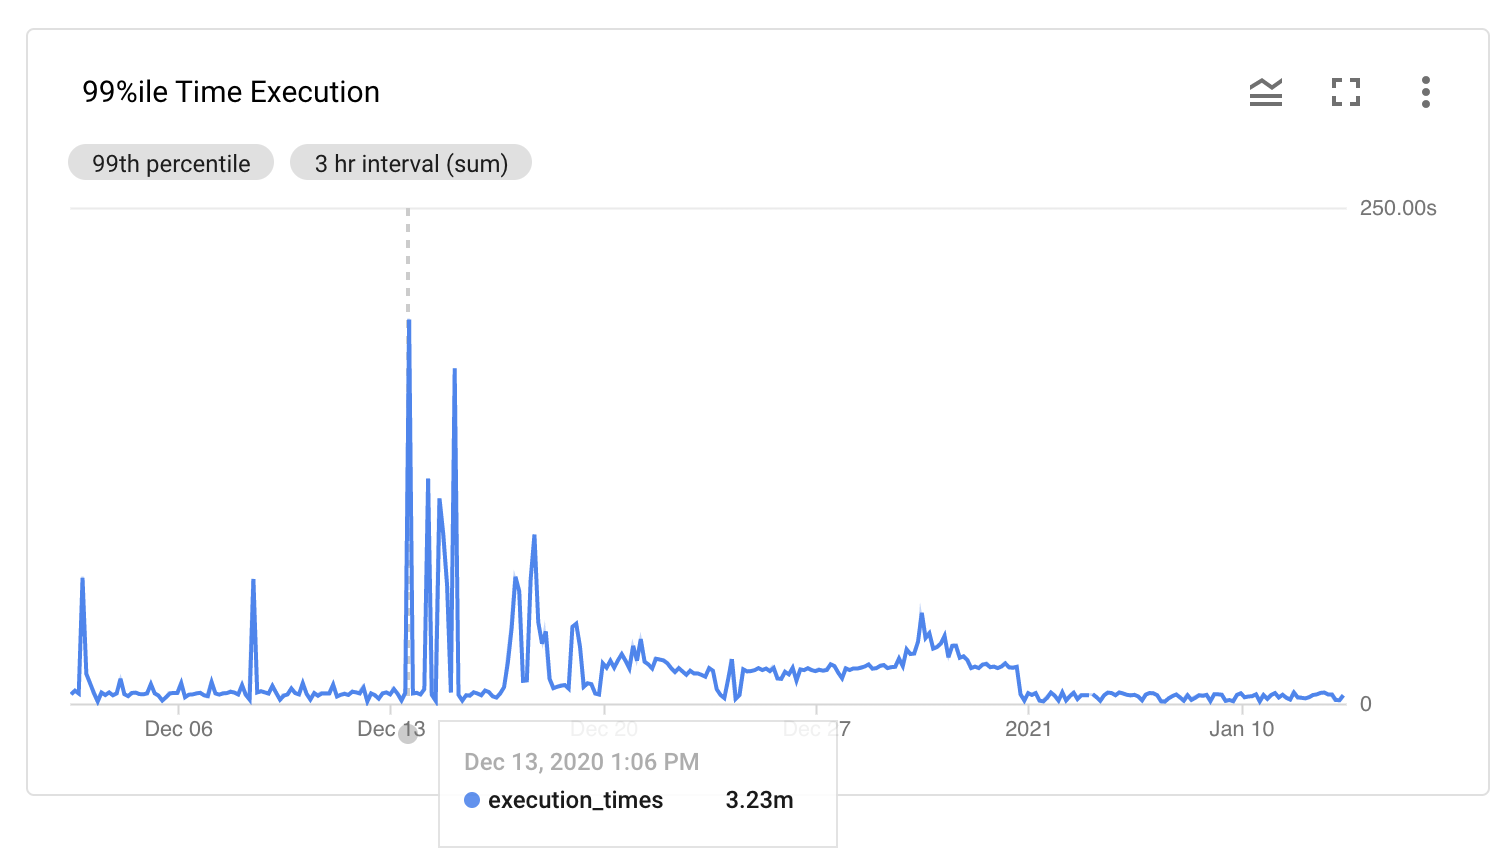 99%ile Time Execution
99th percentile 3 hr interval (sum)
250.00s
0
Dec 06 Dec 13 Dec 20 Dec 27 2021 Jan 10
Dec 13, 2020 1:06 PM
execution_times 3.23m